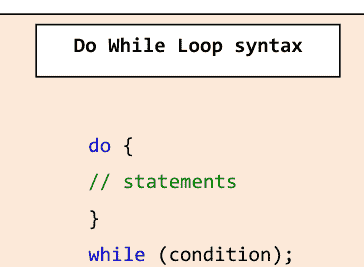 Do While Loop syntax
do {
// statements
}
while (condition);